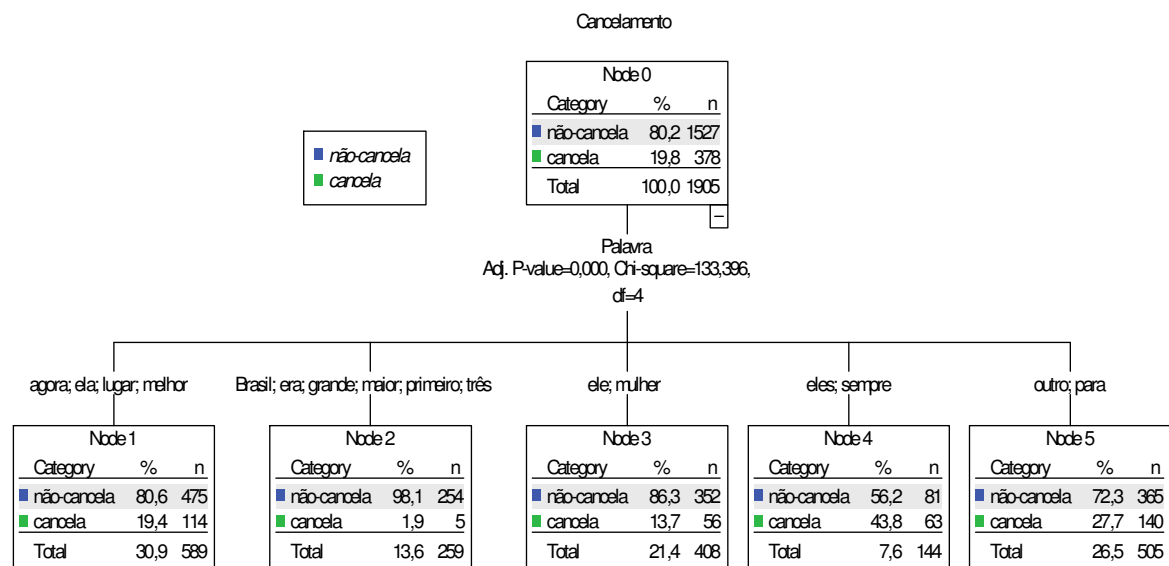 Cancelamento
Node 0
Category % n
não-cancela 80,2 1527
cancela 19,8 378
Total 100,0 1905
não-cancela
cancela
Palavra
Adj. P-value=0,000, Chi-square=133,396,
df=4
agora; ela; lugar; melhor
Brasil; era; grande; maior; primeiro; três
ele; mulher
eles; sempre
outro; para
Node 1
Category % n
não-cancela 80,6 475
cancela 19,4 114
Total 30,9 589
Node 2
Category % n
não-cancela 98,1 254
cancela 1,9 5
Total 13,6 259
Node 3
Category % n
não-cancela 86,3 352
cancela 13,7 56
Total 21,4 408
Node 4
Category % n
não-cancela 56,2 81
cancela 43,8 63
Total 7,6 144
Node 5
Category % n
não-cancela 72,3 365
cancela 27,7 140
Total 26,5 505